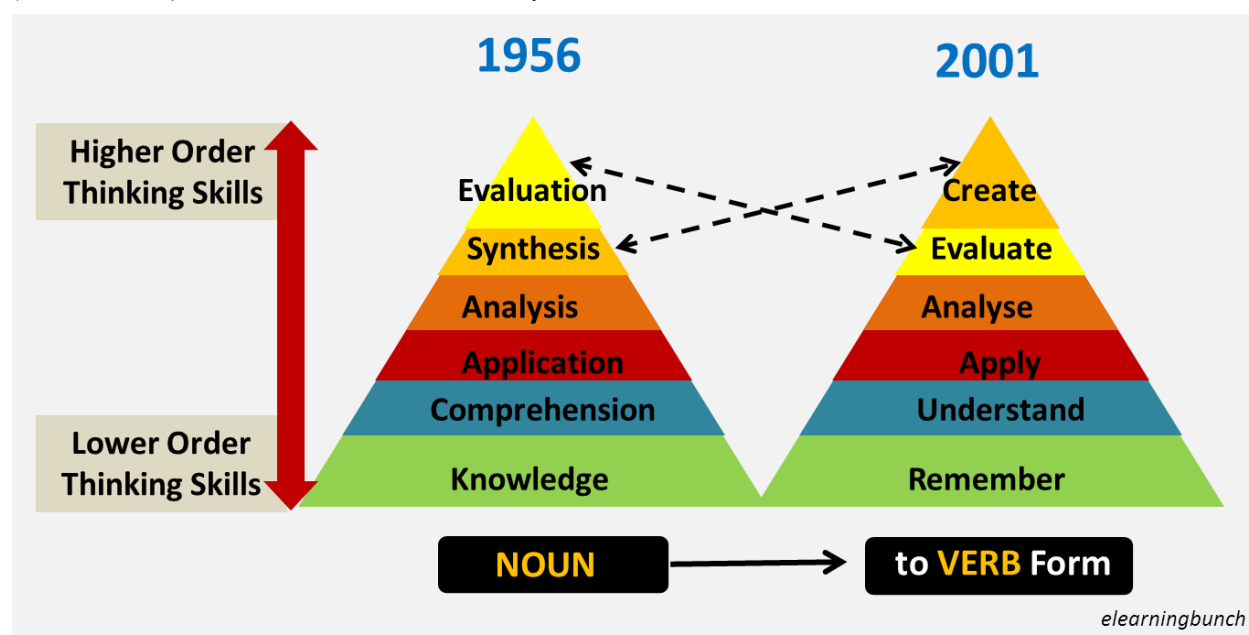 1956
2001
Higher Order
Thinking Skills
Evaluation
Create
Synthesis
Evaluate
Analysis
Analyse
Application
Apply
Comprehension
Understand
Lower Order
Thinking Skills
Knowledge
Remember
NOUN
to VERB Form
elearningbunch